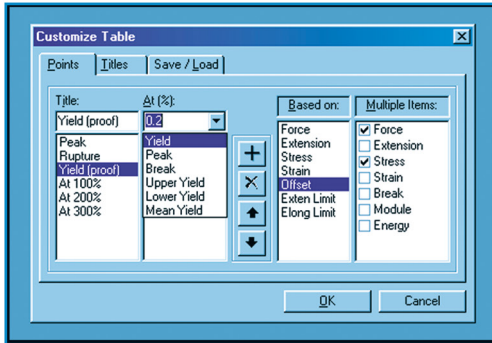 Customize Table
Points
Titles
Save / Load
Title:
Yield (proof)
Peak
Rupture
Yield (proof)
At 100%
At 200%
At 300%
At (%):
0.2
Yield
Peak
Break
Upper Yield
Lower Yield
Mean Yield
Based on:
Force
Extension
Stress
Strain
Offset
Exten Limit
Elong Limit
Multiple Items:
Force
Extension
Stress
Strain
Break
Module
Energy
OK
Cancel